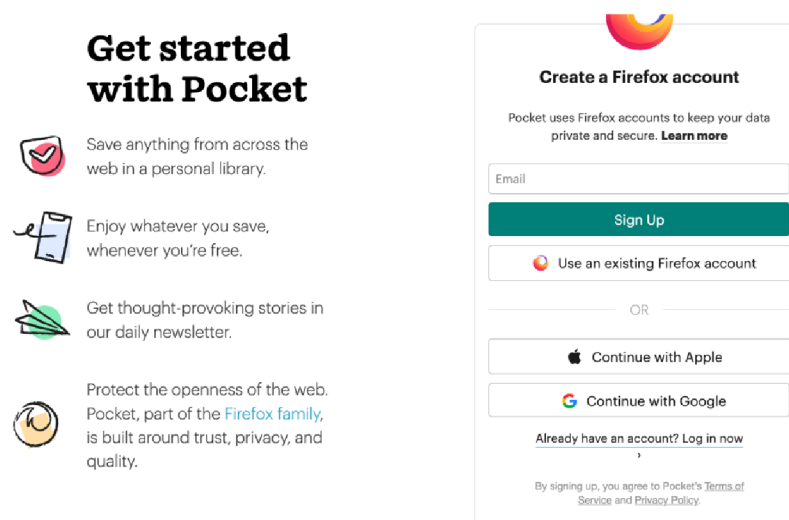 Get started
with Pocket
Save anything from across the
web in a personal library.
Enjoy whatever you save,
whenever you're free.
Get thought-provoking stories in
our daily newsletter.
Protect the openness of the web.
Pocket, part of the Firefox family,
is built around trust, privacy, and
quality.
Create a Firefox account
Pocket uses Firefox accounts to keep your data
private and secure. Learn more
Email
Sign Up
Use an existing Firefox account
OR
Continue with Apple
Continue with Google
Already have an account? Log in now
›
By signing up, you agree to Pocket's Terms of
Service and Privacy Policy.